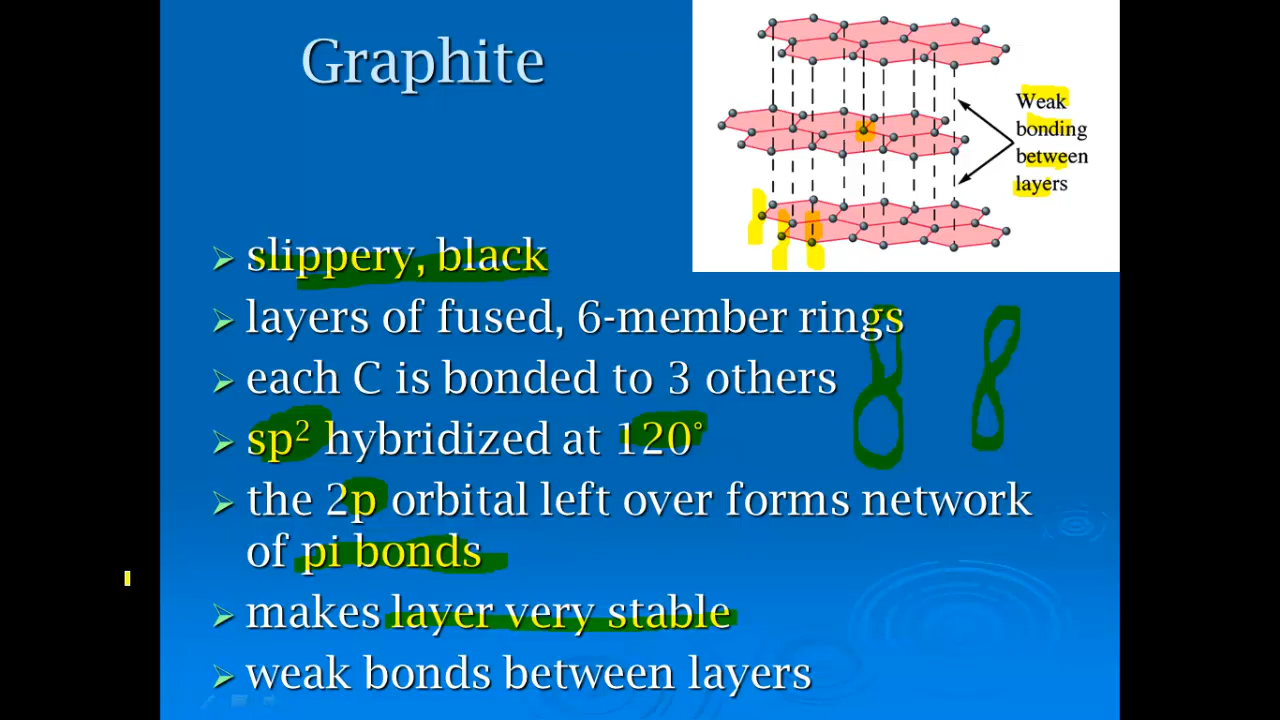 Graphite
Weak
bonding
between
layers
slippery, black
layers of fused, 6-member rings
each C is bonded to 3 others
sp² hybridized at 120°
the 2p orbital left over forms network
of pi bonds
makes layer very stable
weak bonds between layers